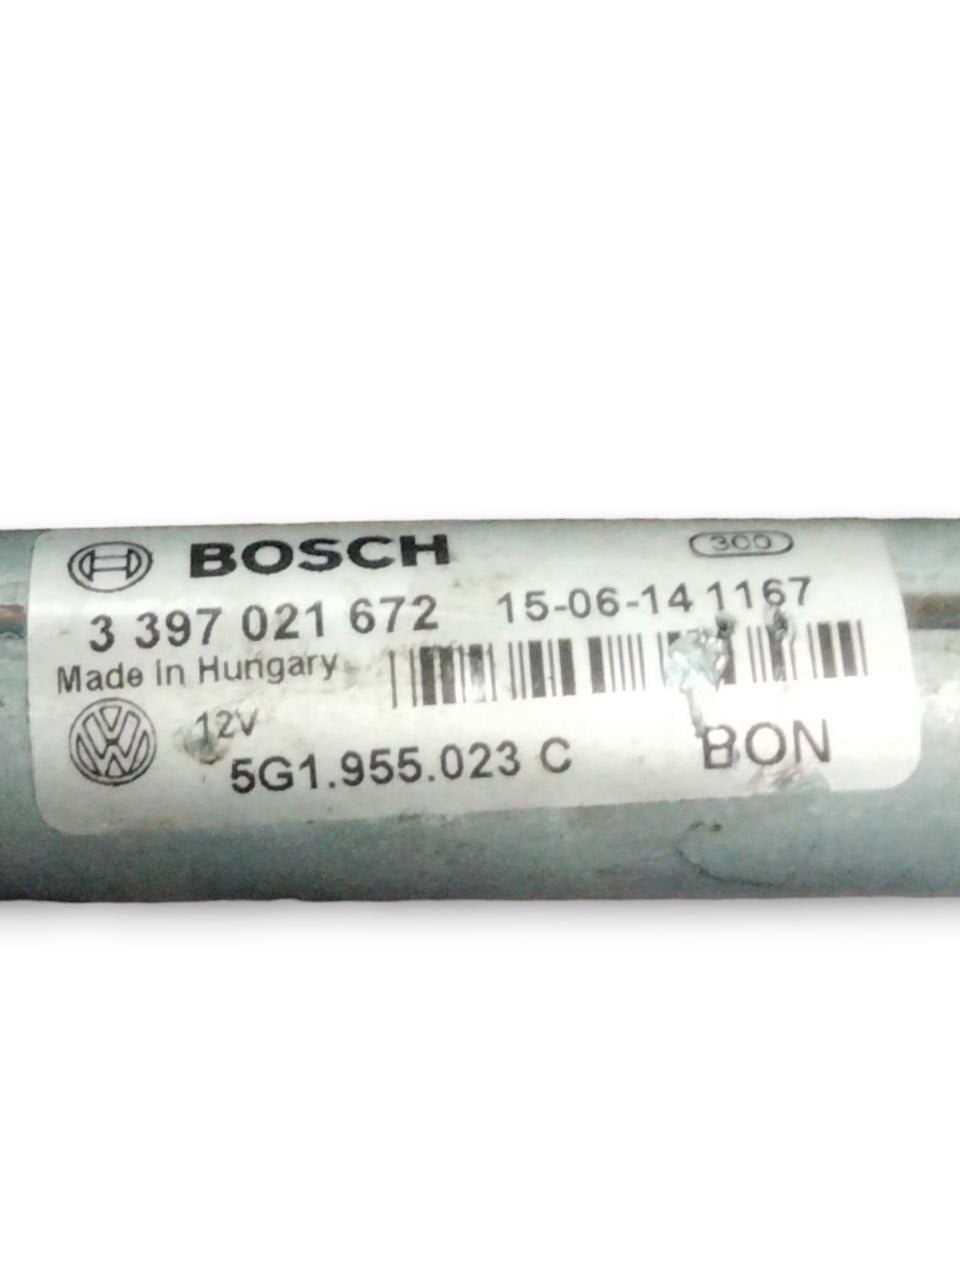 BOSCH 300
3 397 021 672 15-06-14 1167
Made in Hungary
12V
5G1.955.023 C BON